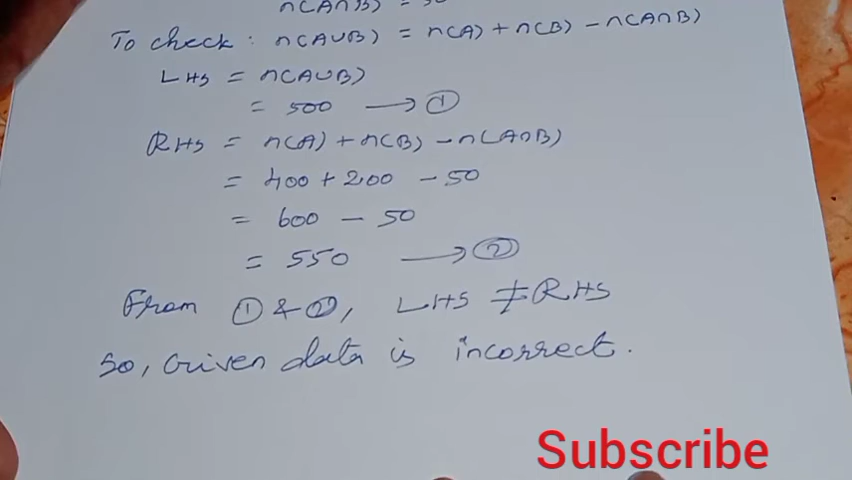 n(A∩B) = 50
To check: n(A∪B) = n(A) + n(B) - n(A∩B)
LHS = n(A∪B)
= 500 → ①
RHS = n(A) + n(B) - n(A∩B)
= 400 + 200 - 50
= 600 - 50
= 550 → ②
From ① & ②, LHS ≠ RHS
So, Given data is incorrect.
Subscribe